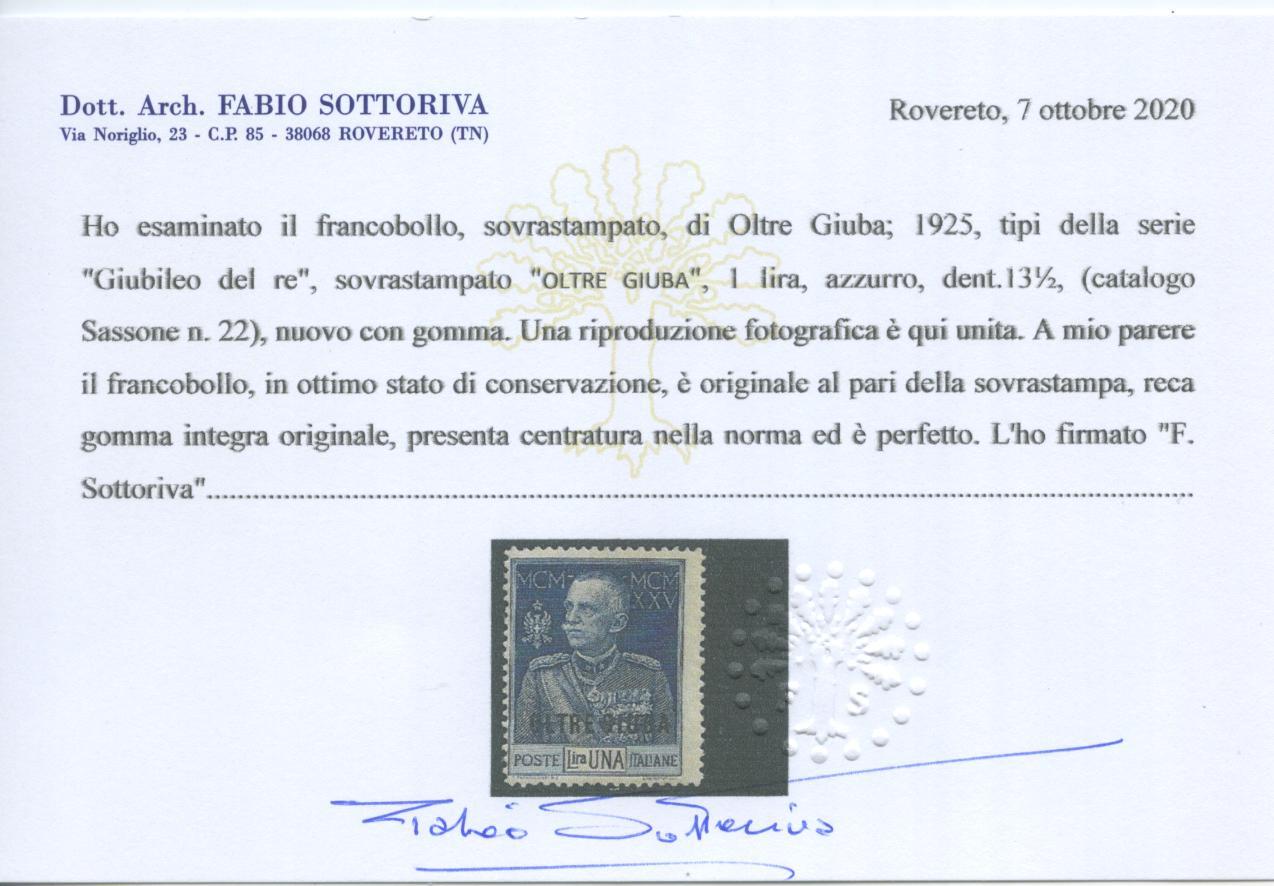 Dott. Arch. FABIO SOTTORIVA
Via Noriglio, 23 - C.P. 85 - 38068 ROVERETO (TN)
Rovereto, 7 ottobre 2020
Ho esaminato il francobollo, sovrastampato, di Oltre Giuba; 1925, tipi della serie
"Giubileo del re", sovrastampato "OLTRE GIUBA", 1 lira, azzurro, dent.13½, (catalogo
Sassone n. 22), nuovo con gomma. Una riproduzione fotografica è qui unita. A mio parere
il francobollo, in ottimo stato di conservazione, è originale al pari della sovrastampa, reca
gomma integra originale, presenta centratura nella norma ed è perfetto. L'ho firmato "F.
Sottoriva"....................................................................................................
MCM MCM
XXV
OLTRE GIUBA
POSTE Lira UNA ITALIANE
S
Fabio Sottoriva